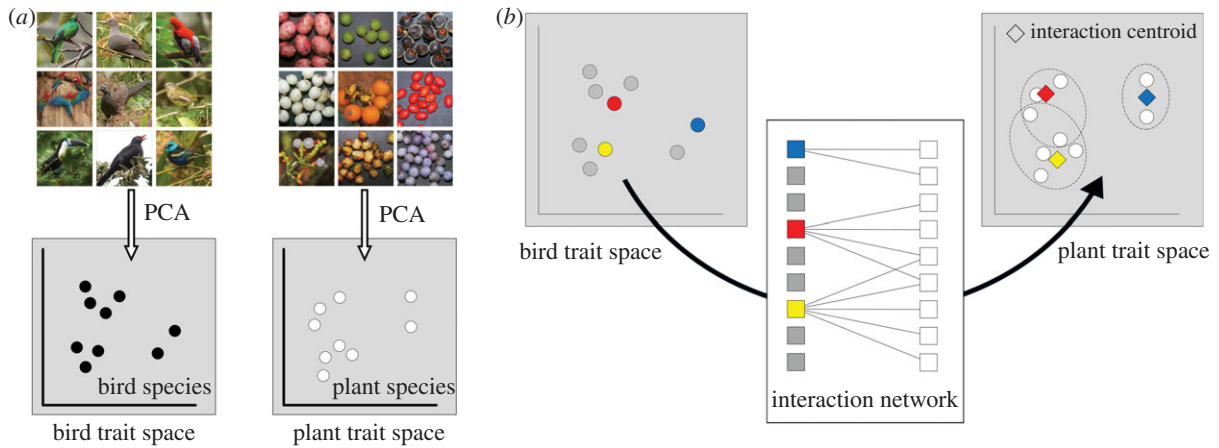 (a)
PCA
PCA
bird species
plant species
bird trait space
plant trait space
(b)
bird trait space
interaction network
interaction centroid
plant trait space